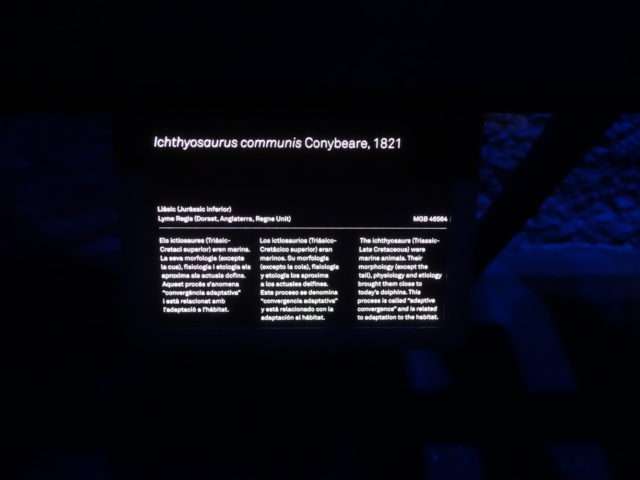 Ichthyosaurus communis Conybeare, 1821
Liàsic (Juràssic inferior)
Lyme Regis (Dorset, Anglaterra, Regne Unit)
MGB 46584
Els ictiosaures (Triàsic-
Cretaci superior) eren marins.
La seva morfologia (excepte
la cua), fisiologia i etologia els
aproxima als actuals dofins.
Aquest procés s'anomena
"convergència adaptativa"
i està relacionat amb
l'adaptació a l'hàbitat.
Los ictiosaurios (Triásico-
Cretácico superior) eran
marinos. Su morfología
(excepto la cola), fisiología
y etología los aproxima
a los actuales delfines.
Este proceso se denomina
"convergencia adaptativa"
y está relacionado con la
adaptación al hábitat.
The ichthyosaurs (Triassic-
Late Cretaceous) were
marine animals. Their
morphology (except the
tail), physiology and etiology
brought them close to
today's dolphins. This
process is called "adaptive
convergence" and is related
to adaptation to the habitat.